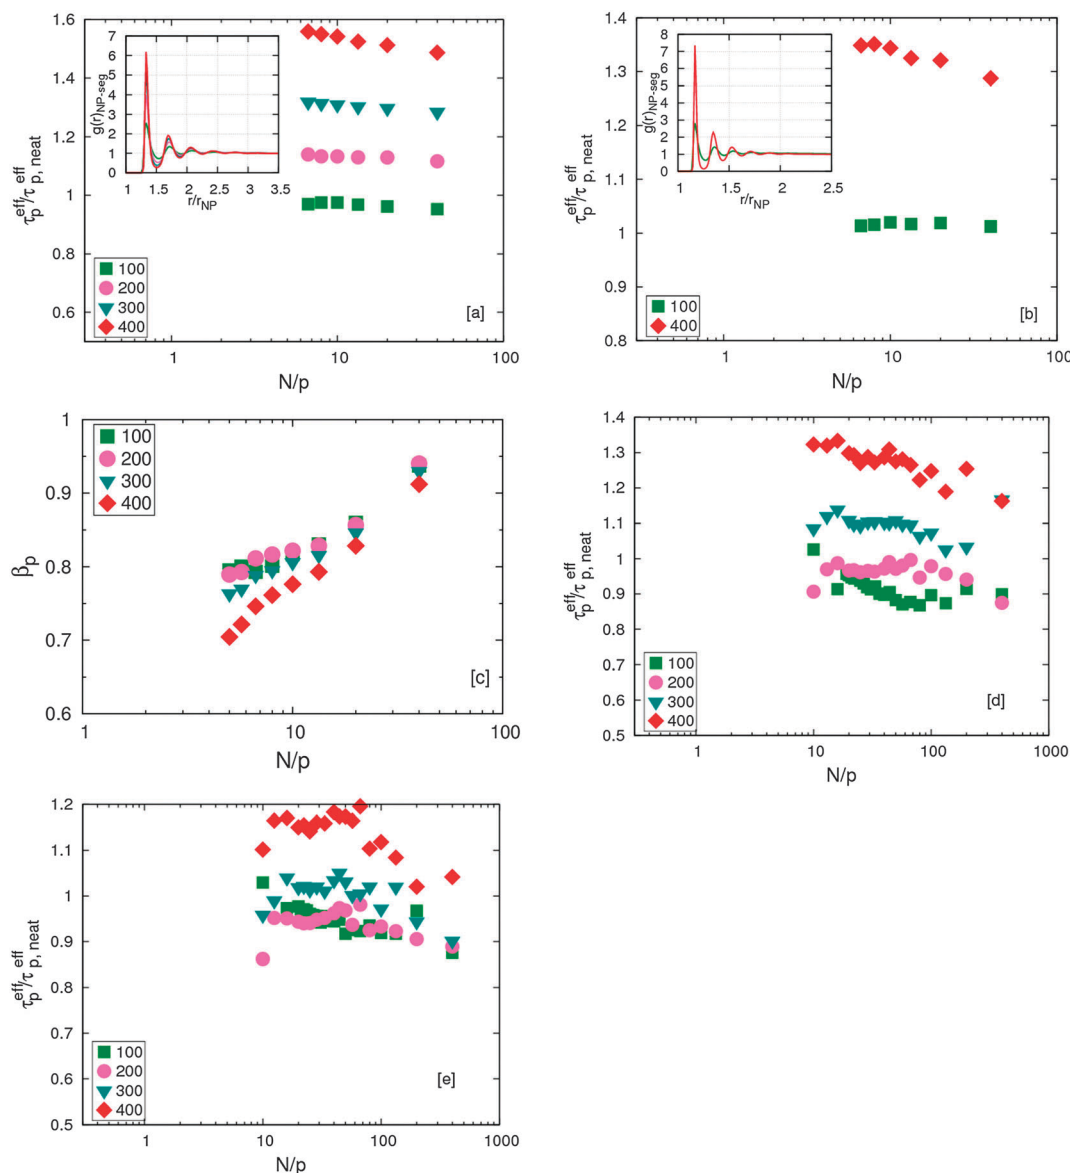 1.6
1.4
1.2
1
0.8
0.6
τ_p^eff/τ_p, neat^eff
7
6
5
4
3
2
1
0
g(r)_NP-seg
1 1.5 2 2.5 3 3.5
r/r_NP
100
200
300
400
[a]
1 10 100
N/p
1.4
1.3
1.2
1.1
1
0.9
0.8
τ_p^eff/τ_p, neat^eff
8
7
6
5
4
3
2
1
0
g(r)_NP-seg
1 1.5 2 2.5
r/r_NP
100
400
[b]
1 10 100
N/p
1
0.9
0.8
0.7
0.6
β_p
100
200
300
400
[c]
1 10 100
N/p
1.4
1.3
1.2
1.1
1
0.9
0.8
0.7
0.6
0.5
τ_p^eff/τ_p, neat^eff
100
200
300
400
[d]
1 10 100 1000
N/p
1.2
1.1
1
0.9
0.8
0.7
0.6
0.5
τ_p^eff/τ_p, neat^eff
100
200
300
400
[e]
1 10 100 1000
N/p